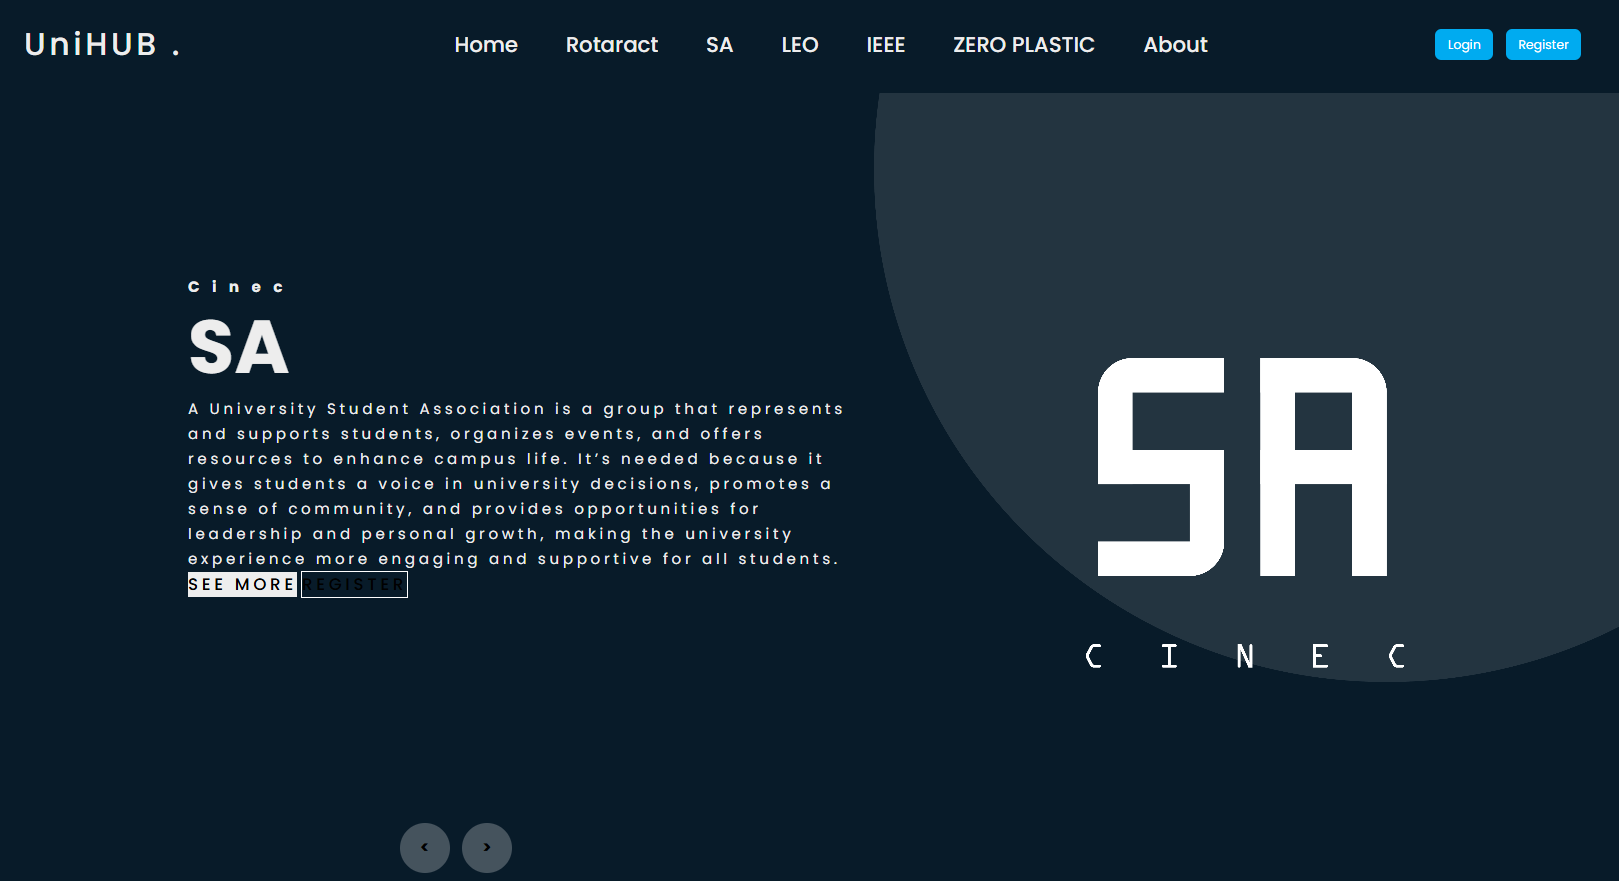 UniHUB .
Home Rotaract SA LEO IEEE ZERO PLASTIC About
Login Register
Cinec
SA
A University Student Association is a group that represents
and supports students, organizes events, and offers
resources to enhance campus life. It’s needed because it
gives students a voice in university decisions, promotes a
sense of community, and provides opportunities for
leadership and personal growth, making the university
experience more engaging and supportive for all students.
SEE MORE REGISTER
SA
CINEC
< >